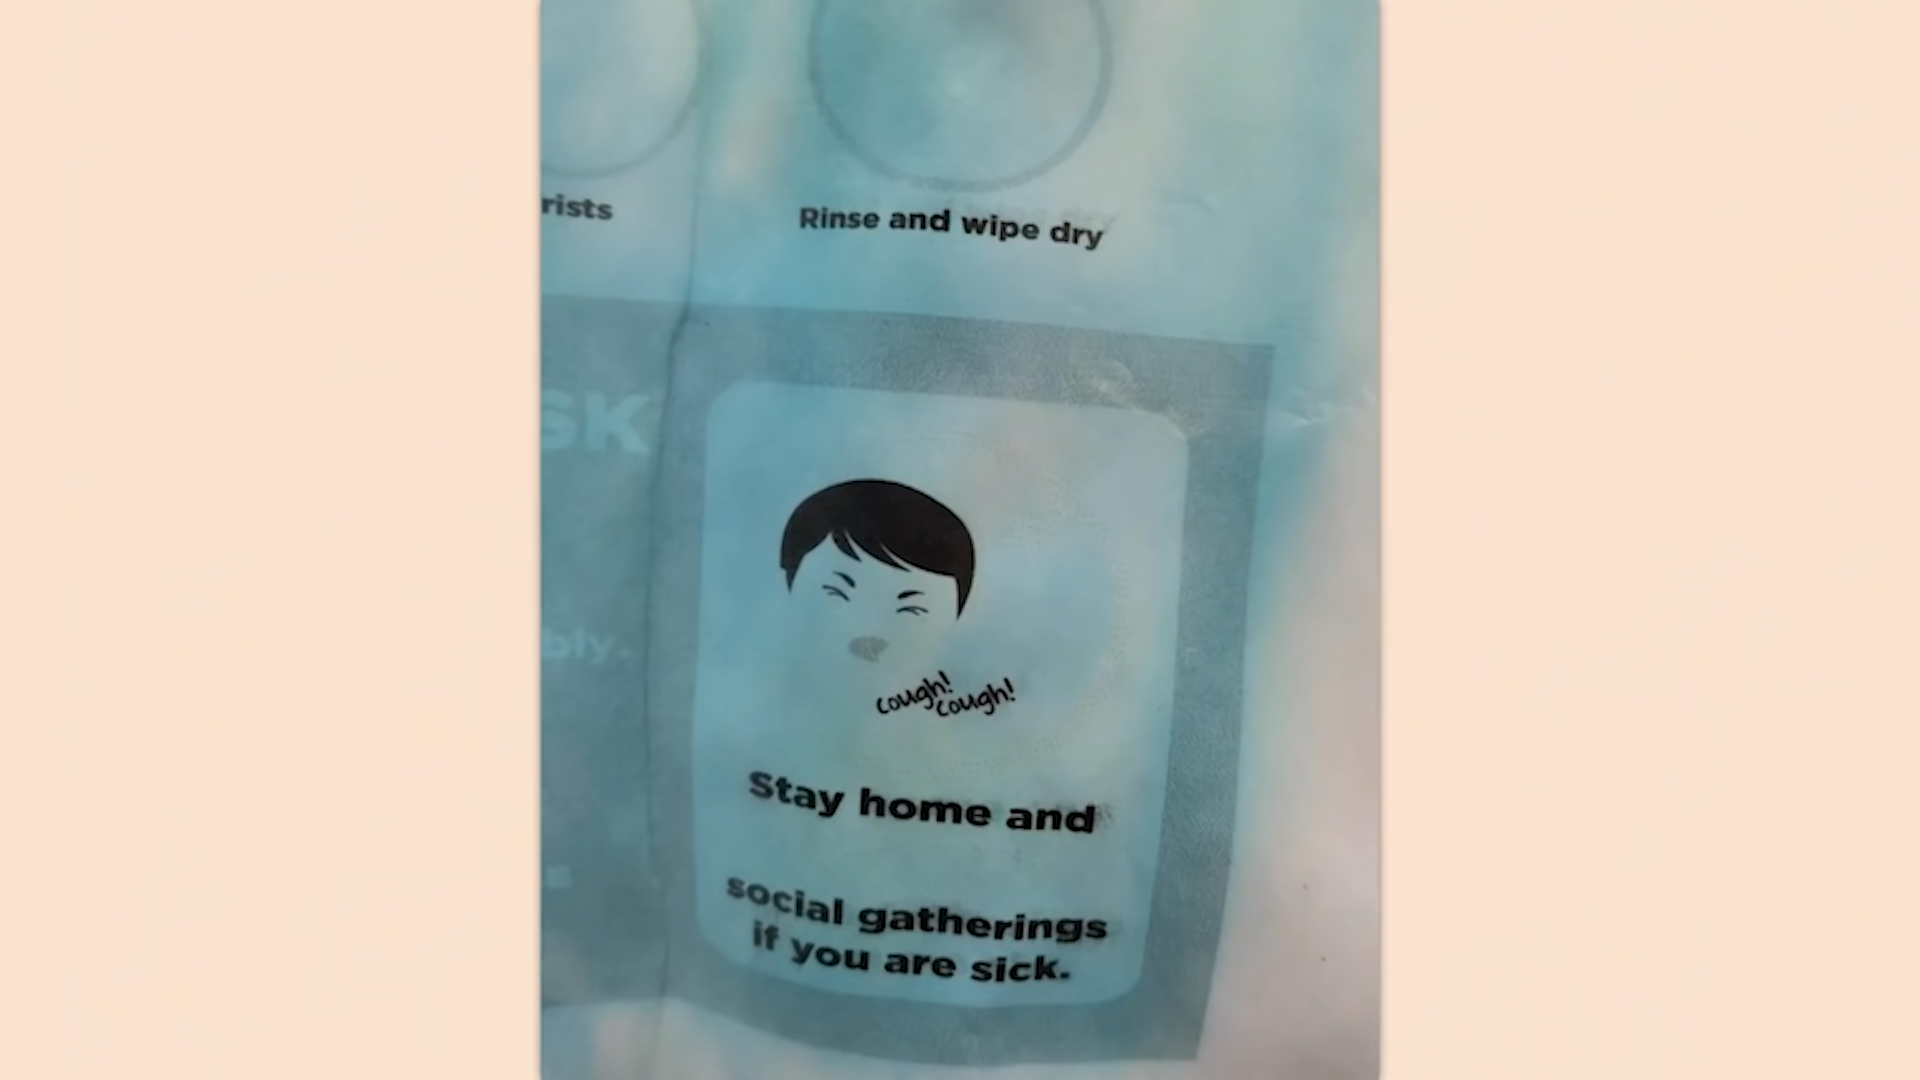 rists
Rinse and wipe dry
SK
bly.
E
cough!
cough!
Stay home and
social gatherings
if you are sick.